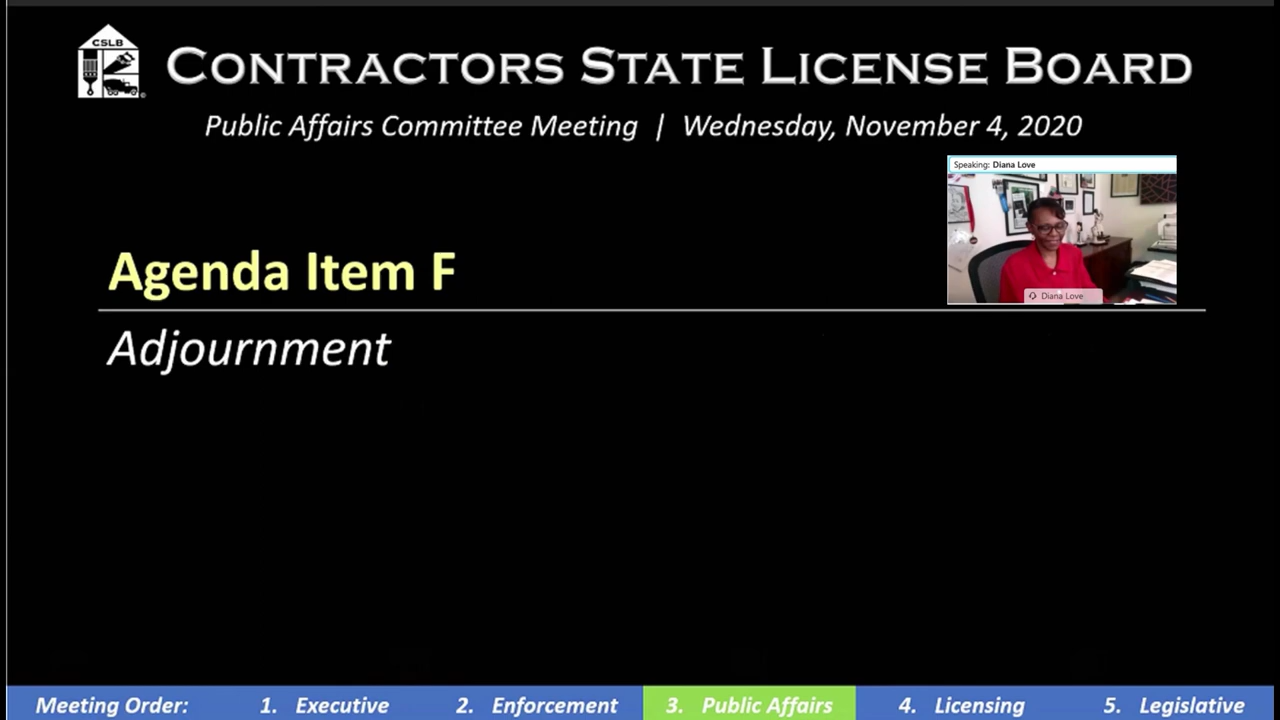 CSLB
CONTRACTORS STATE LICENSE BOARD
Public Affairs Committee Meeting | Wednesday, November 4, 2020
Speaking: Diana Love
Diana Love
Agenda Item F
Adjournment
Meeting Order: 1. Executive 2. Enforcement 3. Public Affairs 4. Licensing 5. Legislative